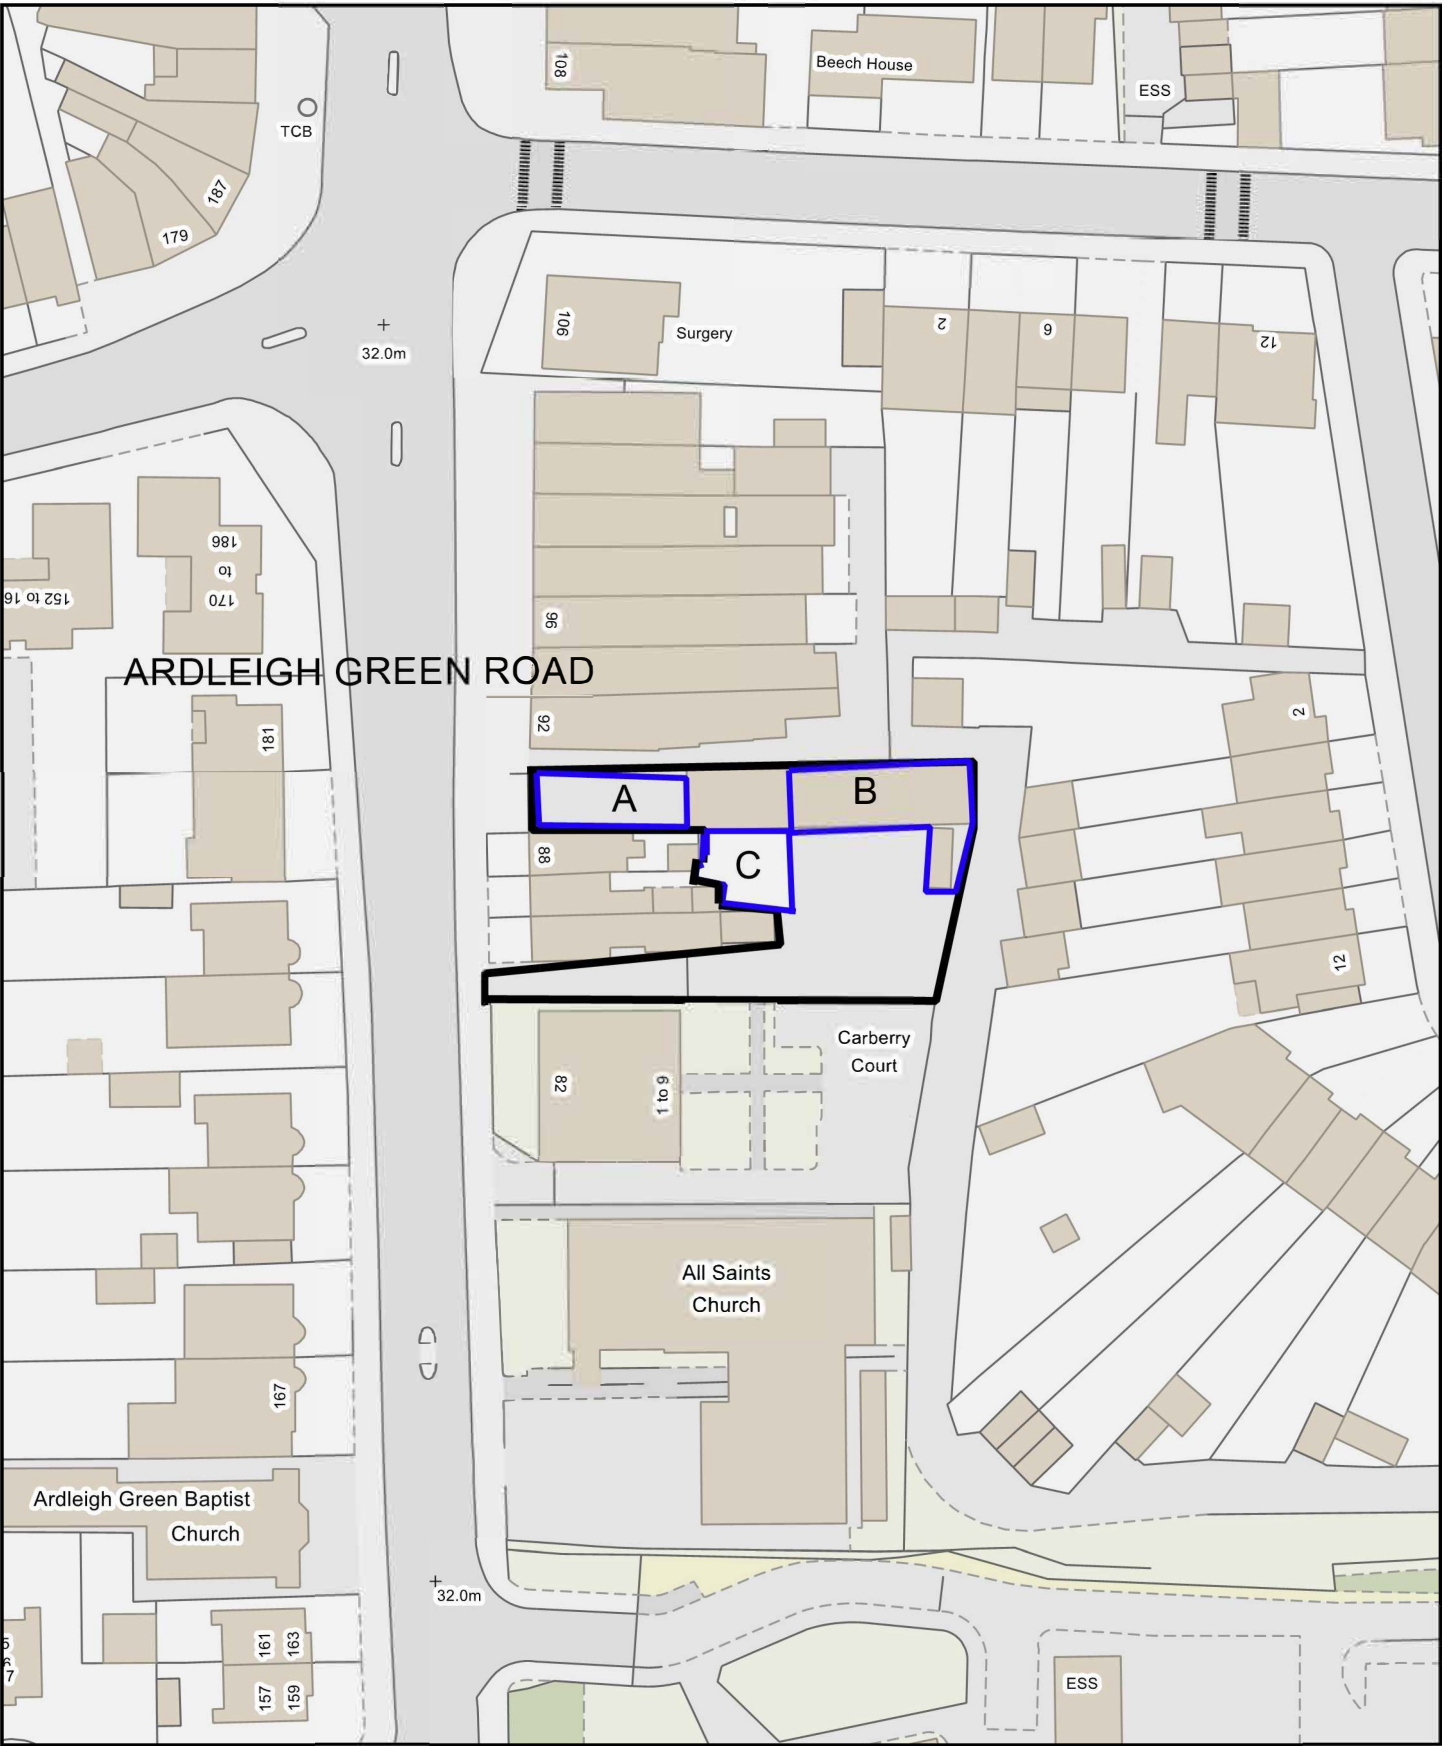 108
Beech House
ESS
TCB
187
179
106
Surgery
2
6
12
32.0m
186
to
170
152 to 16
96
ARDLEIGH GREEN ROAD
92
181
2
A
B
88
C
12
Carberry
Court
82
1 to 9
All Saints
Church
167
Ardleigh Green Baptist
Church
32.0m
161
163
157
159
ESS